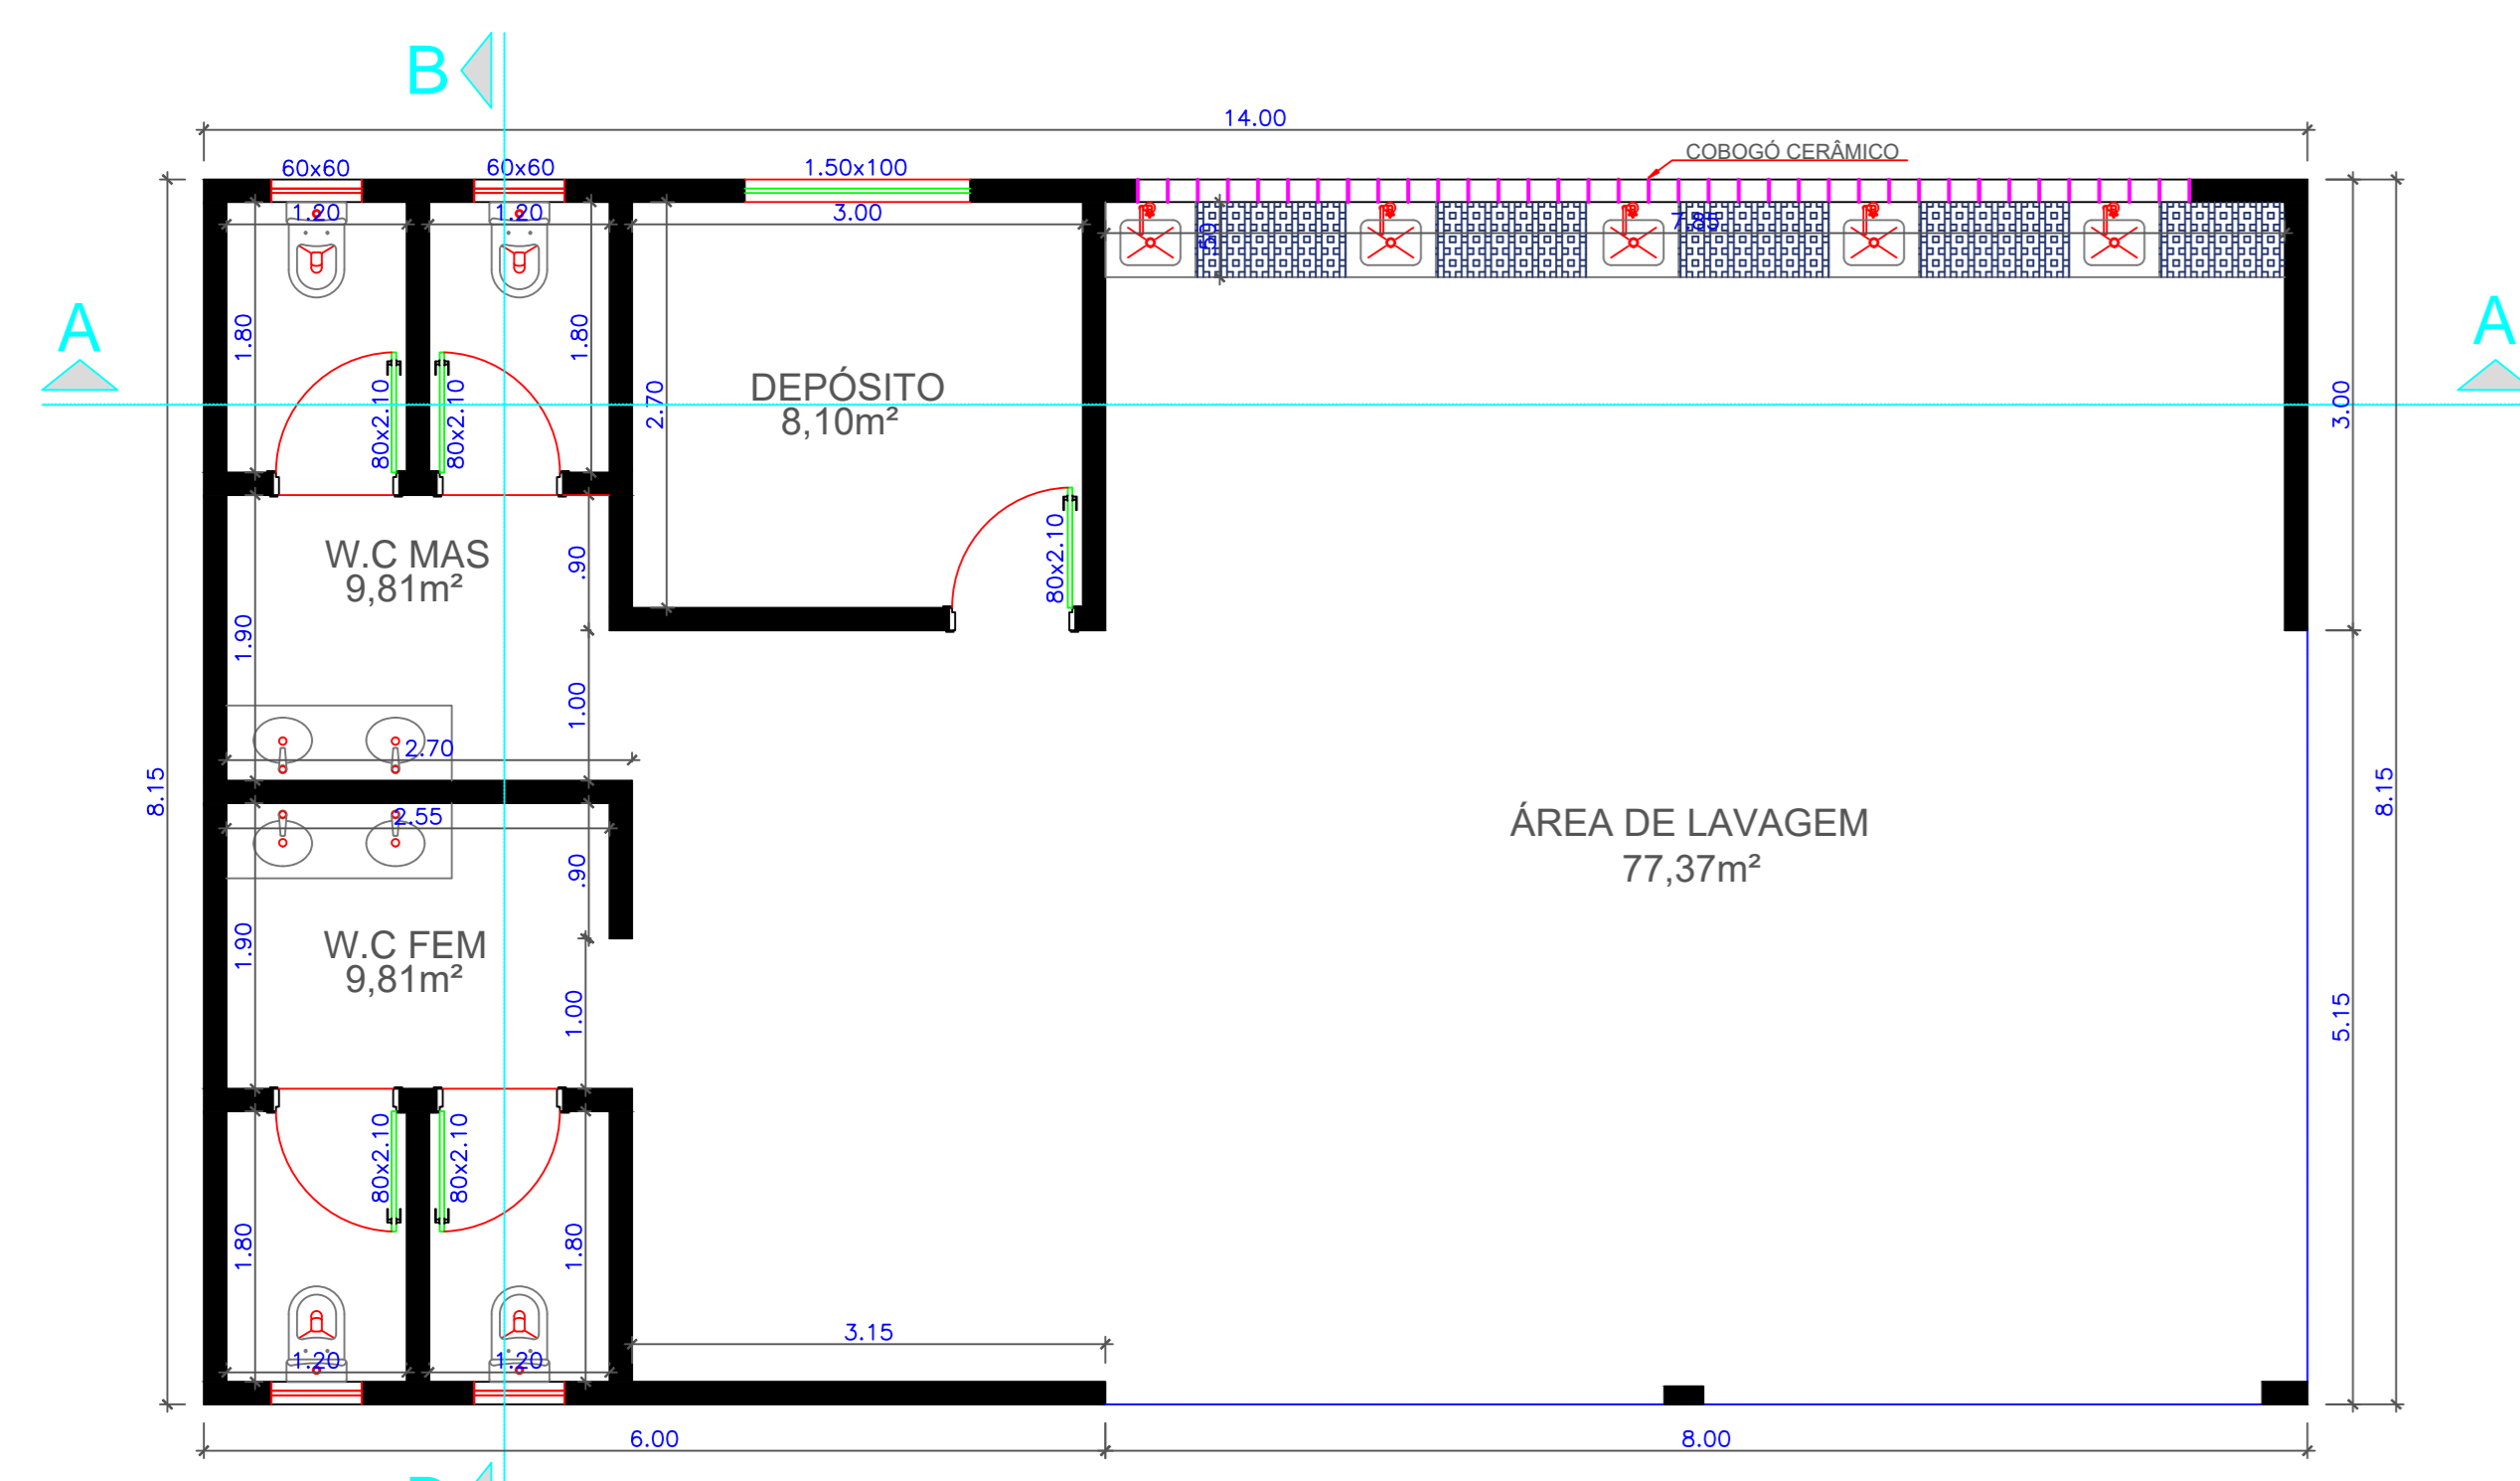 B
14.00
COBOGÓ CERÂMICO
60x60
60x60
1.50x100
1.20
1.20
3.00
7.85
.50
A
A
1.80
1.80
2.70
DEPÓSITO
8,10m²
3.00
80x2.10
80x2.10
80x2.10
W.C MAS
9,81m²
.90
1.90
1.00
2.70
8.15
8.15
2.55
ÁREA DE LAVAGEM
77,37m²
.90
W.C FEM
9,81m²
1.90
1.00
5.15
80x2.10
80x2.10
1.80
1.80
3.15
1.20
1.20
6.00
8.00